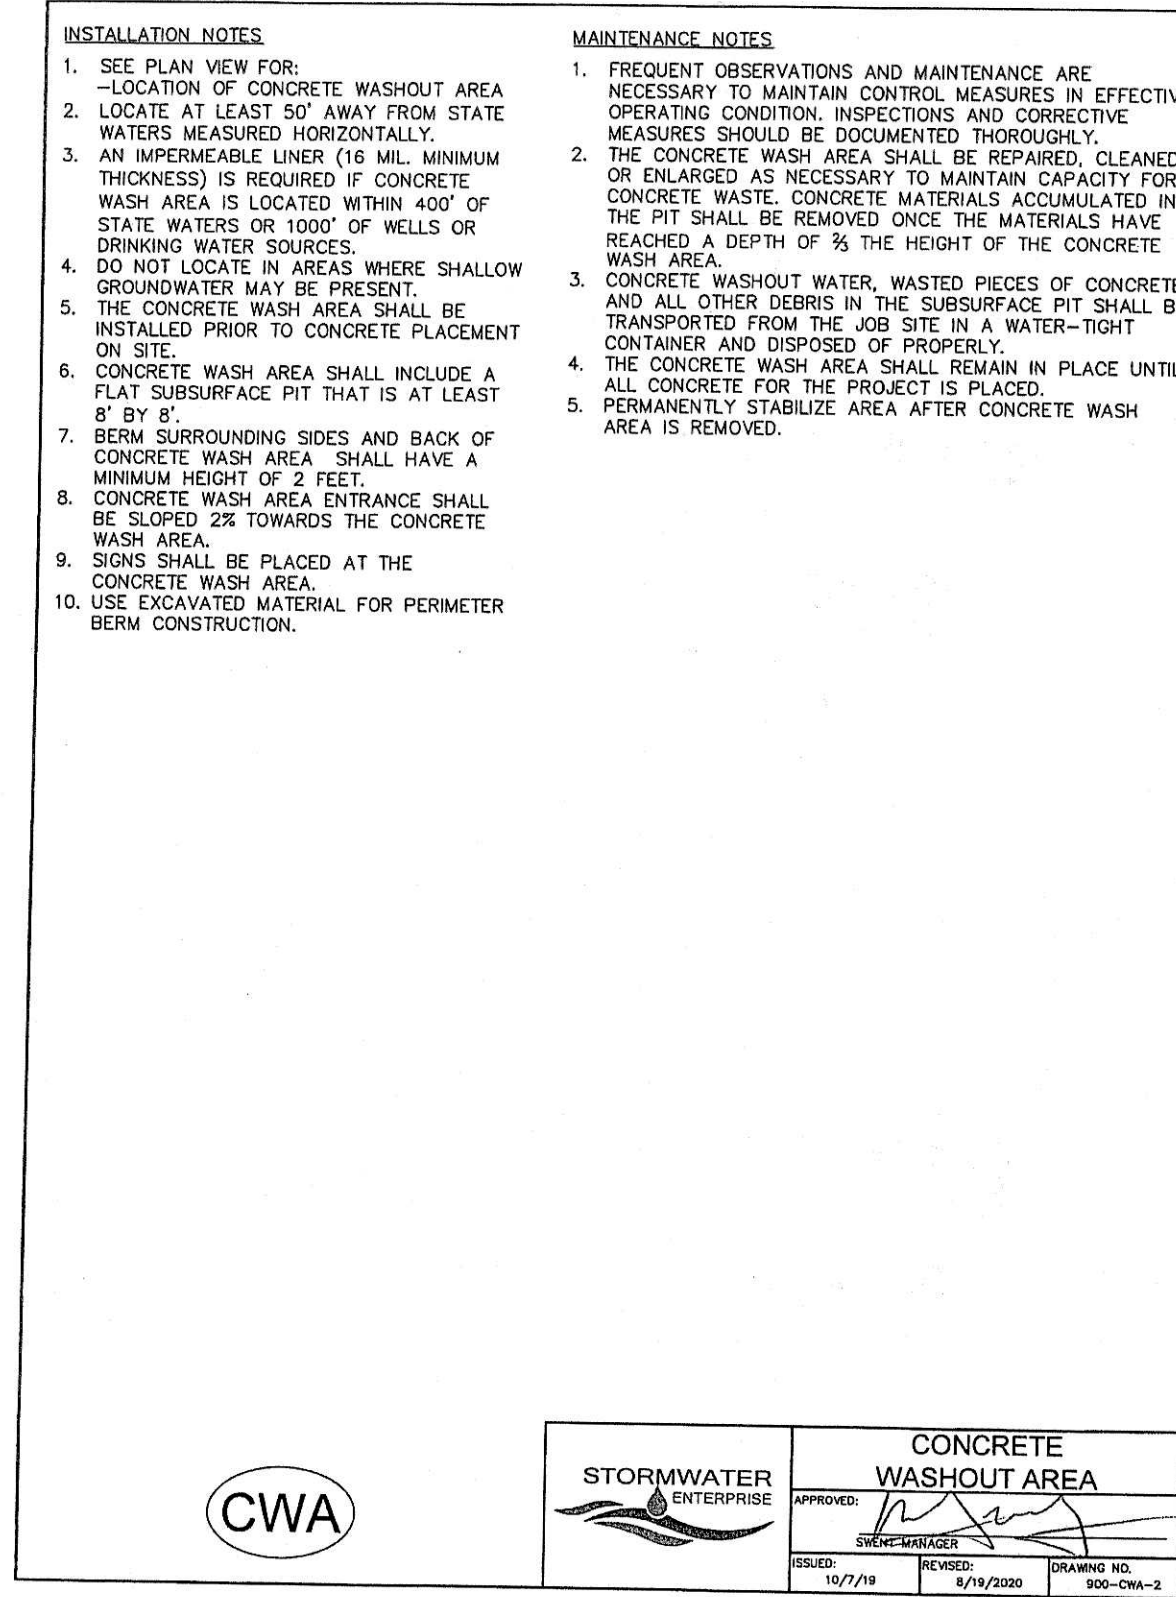 INSTALLATION NOTES
1. SEE PLAN VIEW FOR:
-LOCATION OF CONCRETE WASHOUT AREA
2. LOCATE AT LEAST 50' AWAY FROM STATE
WATERS MEASURED HORIZONTALLY.
3. AN IMPERMEABLE LINER (16 MIL. MINIMUM
THICKNESS) IS REQUIRED IF CONCRETE
WASH AREA IS LOCATED WITHIN 400' OF
STATE WATERS OR 1000' OF WELLS OR
DRINKING WATER SOURCES.
4. DO NOT LOCATE IN AREAS WHERE SHALLOW
GROUNDWATER MAY BE PRESENT.
5. THE CONCRETE WASH AREA SHALL BE
INSTALLED PRIOR TO CONCRETE PLACEMENT
ON SITE.
6. CONCRETE WASH AREA SHALL INCLUDE A
FLAT SUBSURFACE PIT THAT IS AT LEAST
8' BY 8'.
7. BERM SURROUNDING SIDES AND BACK OF
CONCRETE WASH AREA SHALL HAVE A
MINIMUM HEIGHT OF 2 FEET.
8. CONCRETE WASH AREA ENTRANCE SHALL
BE SLOPED 2% TOWARDS THE CONCRETE
WASH AREA.
9. SIGNS SHALL BE PLACED AT THE
CONCRETE WASH AREA.
10. USE EXCAVATED MATERIAL FOR PERIMETER
BERM CONSTRUCTION.
MAINTENANCE NOTES
1. FREQUENT OBSERVATIONS AND MAINTENANCE ARE
NECESSARY TO MAINTAIN CONTROL MEASURES IN EFFECTIV
OPERATING CONDITION. INSPECTIONS AND CORRECTIVE
MEASURES SHOULD BE DOCUMENTED THOROUGHLY.
2. THE CONCRETE WASH AREA SHALL BE REPAIRED, CLEANED
OR ENLARGED AS NECESSARY TO MAINTAIN CAPACITY FOR
CONCRETE WASTE. CONCRETE MATERIALS ACCUMULATED IN
THE PIT SHALL BE REMOVED ONCE THE MATERIALS HAVE
REACHED A DEPTH OF ⅔ THE HEIGHT OF THE CONCRETE
WASH AREA.
3. CONCRETE WASHOUT WATER, WASTED PIECES OF CONCRETE
AND ALL OTHER DEBRIS IN THE SUBSURFACE PIT SHALL B
TRANSPORTED FROM THE JOB SITE IN A WATER-TIGHT
CONTAINER AND DISPOSED OF PROPERLY.
4. THE CONCRETE WASH AREA SHALL REMAIN IN PLACE UNTIL
ALL CONCRETE FOR THE PROJECT IS PLACED.
5. PERMANENTLY STABILIZE AREA AFTER CONCRETE WASH
AREA IS REMOVED.
CWA
STORMWATER
ENTERPRISE
CONCRETE
WASHOUT AREA
APPROVED:
SWENT MANAGER
ISSUED:
10/7/19
REVISED:
8/19/2020
DRAWING NO.
900-CWA-2